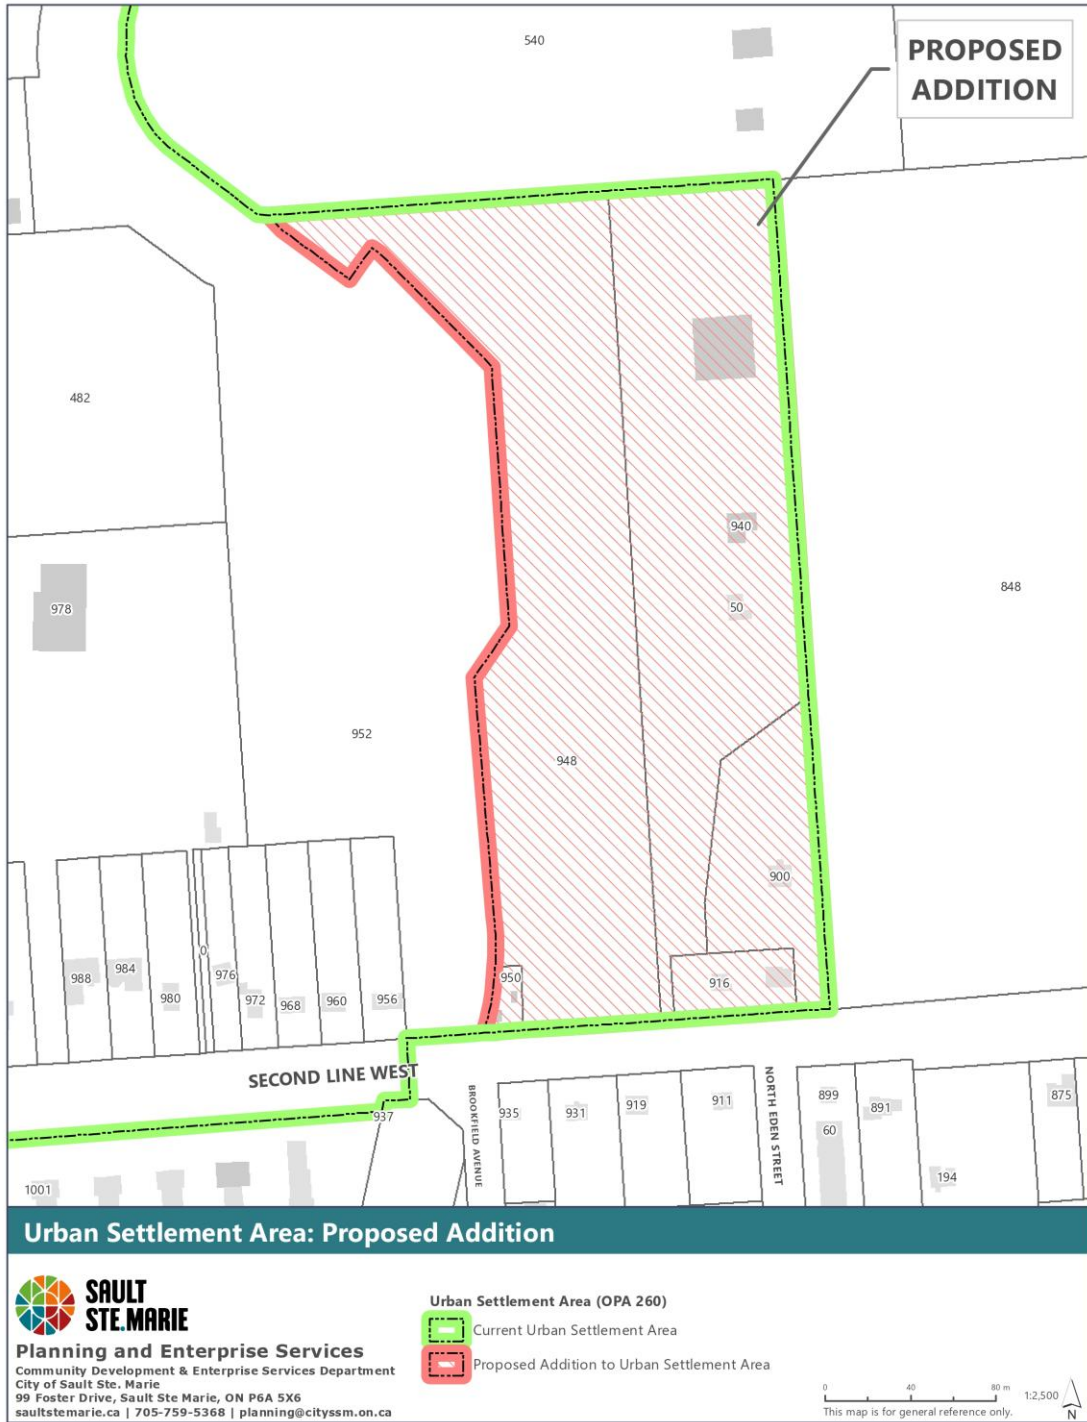 540
PROPOSED
ADDITION
482
940
978
50
848
952
948
900
0
988
984
980
976
972
968
960
956
950
916
SECOND LINE WEST
937
BROOKFIELD AVENUE
935
931
919
911
NORTH EDEN STREET
899
891
875
60
194
1001
Urban Settlement Area: Proposed Addition
SAULT
STE.MARIE
Planning and Enterprise Services
Community Development & Enterprise Services Department
City of Sault Ste. Marie
99 Foster Drive, Sault Ste Marie, ON P6A 5X6
saultstemarie.ca | 705-759-5368 | planning@cityssm.on.ca
Urban Settlement Area (OPA 260)
Current Urban Settlement Area
Proposed Addition to Urban Settlement Area
0 40 80 m
1:2,500
This map is for general reference only.
N